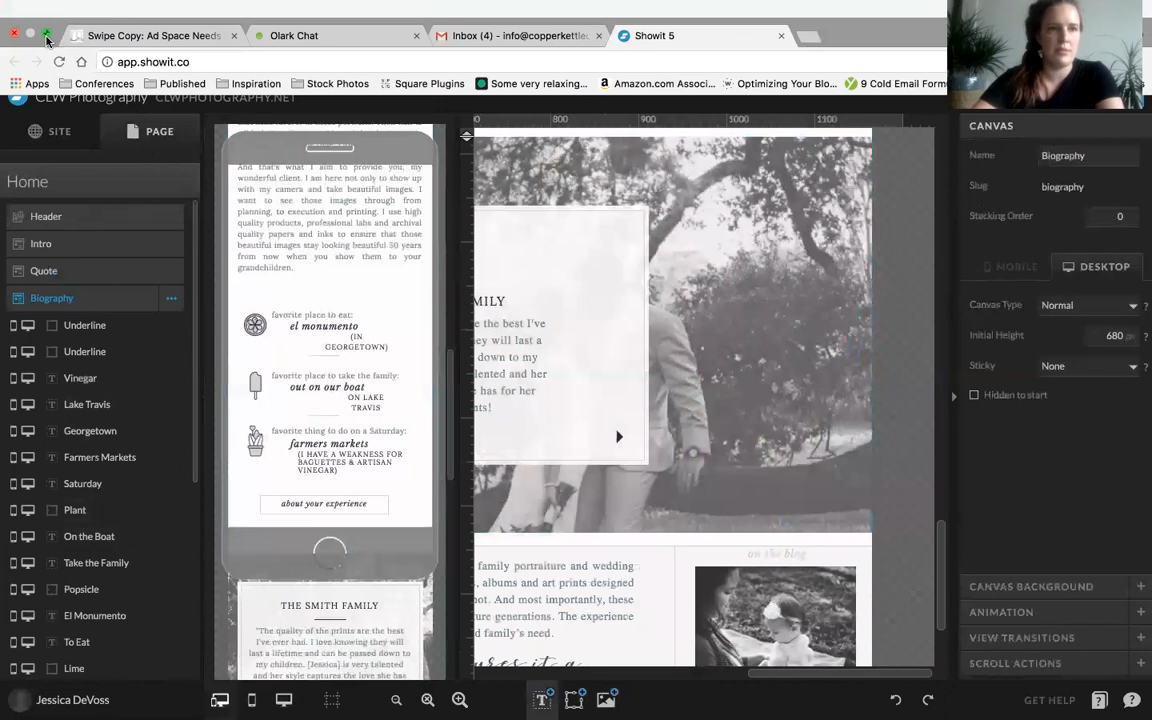 Swipe Copy: Ad Space Needs
Olark Chat
Inbox (4) - info@copperkettlec
Showit 5
app.showit.co
Apps
Conferences
Published
Inspiration
Stock Photos
Square Plugins
Some very relaxing...
Amazon.com Associ...
Optimizing Your Blo...
9 Cold Email Form
CLW Photography CLWPHOTOGRAPHY.NET
SITE
PAGE
Home
Header
Intro
Quote
Biography
Underline
Underline
Vinegar
Lake Travis
Georgetown
Farmers Markets
Saturday
Plant
On the Boat
Take the Family
Popsicle
El Monumento
To Eat
Lime
Jessica DeVoss
And that's what I aim to provide you, my
wonderful client. I am here not only to show up
with my camera and take beautiful images. I
want to see those images through from
planning, to execution and printing. I use high
quality products, professional labs and archival
quality papers and inks to ensure that those
beautiful images stay looking beautiful 50 years
from now when you show them to your
grandchildren.
favorite place to eat:
el monumento
(IN
GEORGETOWN)
favorite place to take the family:
out on our boat
ON LAKE
TRAVIS
favorite thing to do on a Saturday:
farmers markets
(I HAVE A WEAKNESS FOR
BAGUETTES & ARTISAN
VINEGAR)
about your experience
THE SMITH FAMILY
"The quality of the prints are the best
I've ever had. I love knowing they will
last a lifetime and can be passed down to
my children. [Jessica] is very talented
and her style captures the love she has
0
800
900
1000
1100
MILY
e the best I've
ey will last a
down to my
lented and her
has for her
nts!
family portraiture and wedding
, albums and art prints designed
not. And most importantly, these
ure generations. The experience
d family's need.
on the blog
CANVAS
Name
Biography
Slug
biography
Stacking Order
0
MOBILE
DESKTOP
Canvas Type
Normal
?
Initial Height
680 px
?
Sticky
None
?
Hidden to start
CANVAS BACKGROUND
ANIMATION
VIEW TRANSITIONS
SCROLL ACTIONS
GET HELP